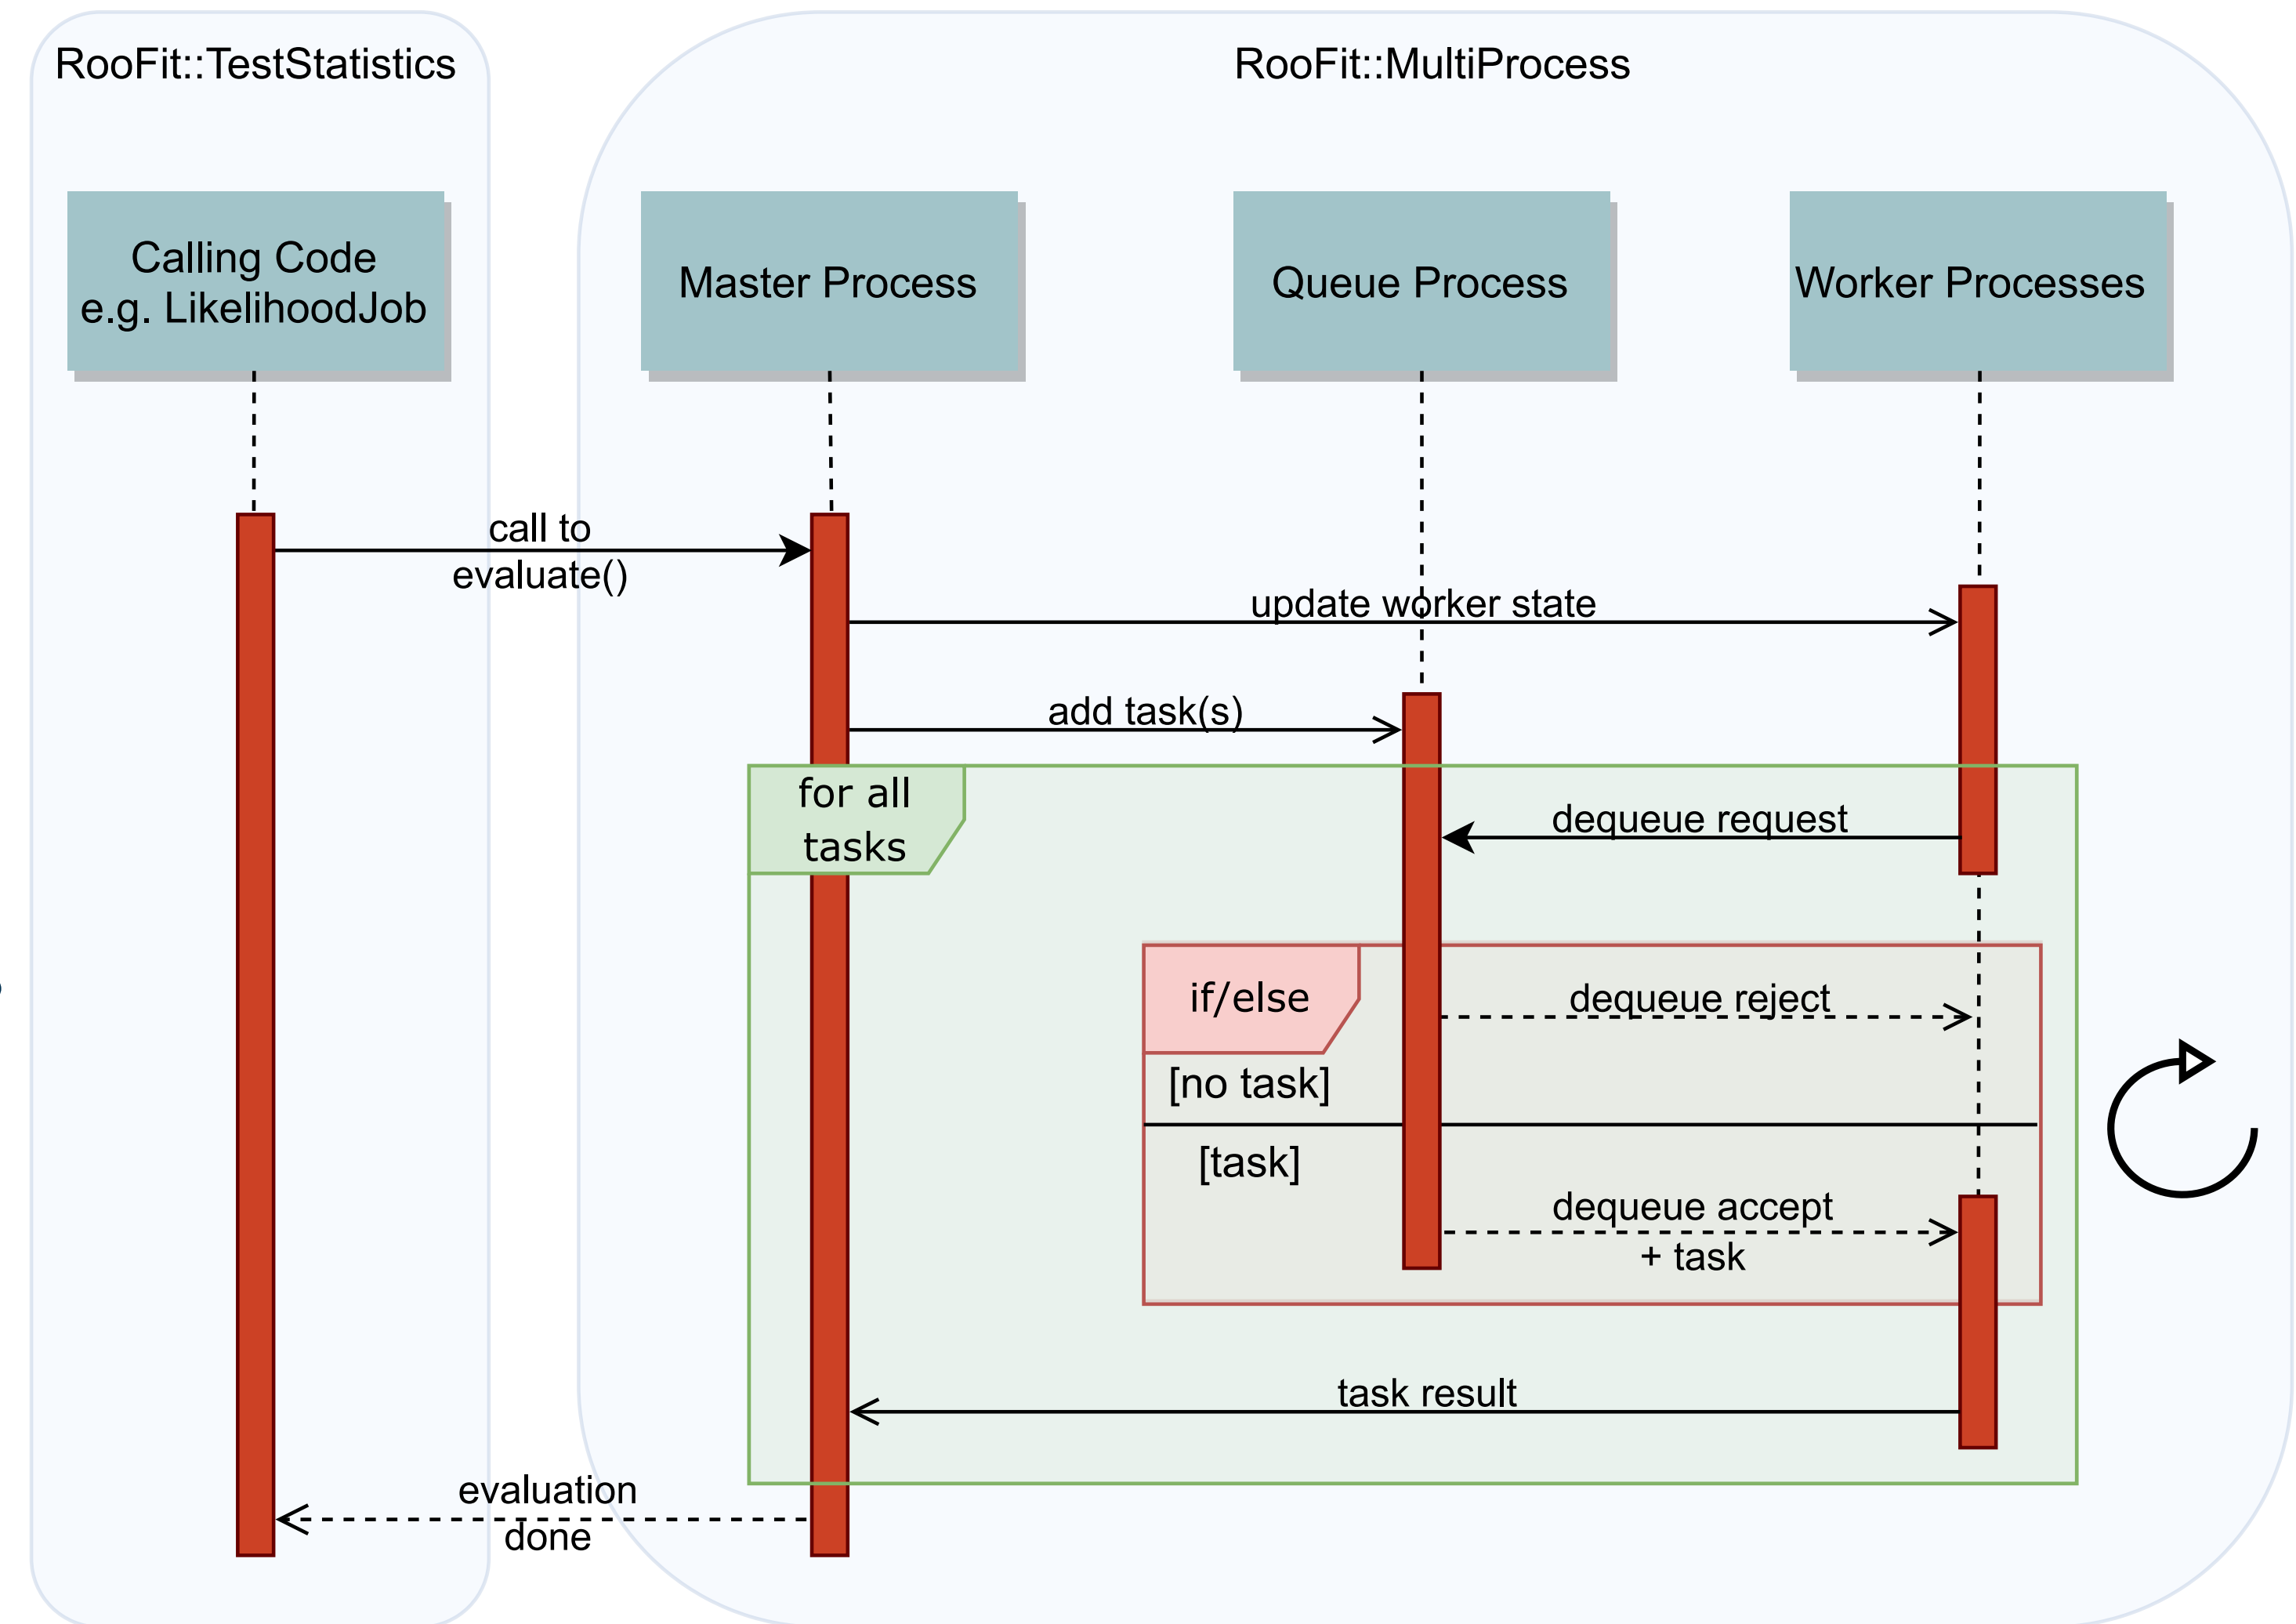 RooFit::TestStatistics
RooFit::MultiProcess
Calling Code
e.g. LikelihoodJob
Master Process
Queue Process
Worker Processes
call to
evaluate()
update worker state
add task(s)
for all
tasks
dequeue request
if/else
dequeue reject
[no task]
[task]
dequeue accept
+ task
task result
evaluation
done